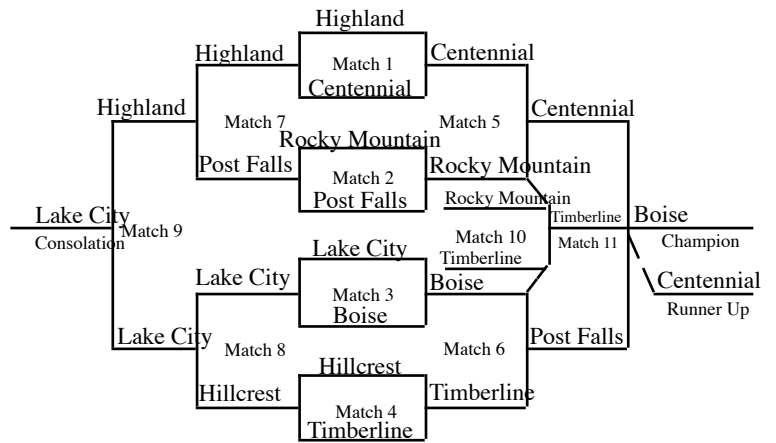 Highland
Highland
Match 1
Centennial
Centennial
Highland
Match 7
Match 5
Centennial
Rocky Mountain
Post Falls
Match 2
Rocky Mountain
Post Falls
Rocky Mountain
Lake City
Match 9
Timberline
Boise
Consolation
Match 10
Match 11
Champion
Lake City
Timberline
Lake City
Match 3
Boise
Centennial
Boise
Runner Up
Lake City
Match 8
Match 6
Post Falls
Hillcrest
Hillcrest
Match 4
Timberline
Timberline